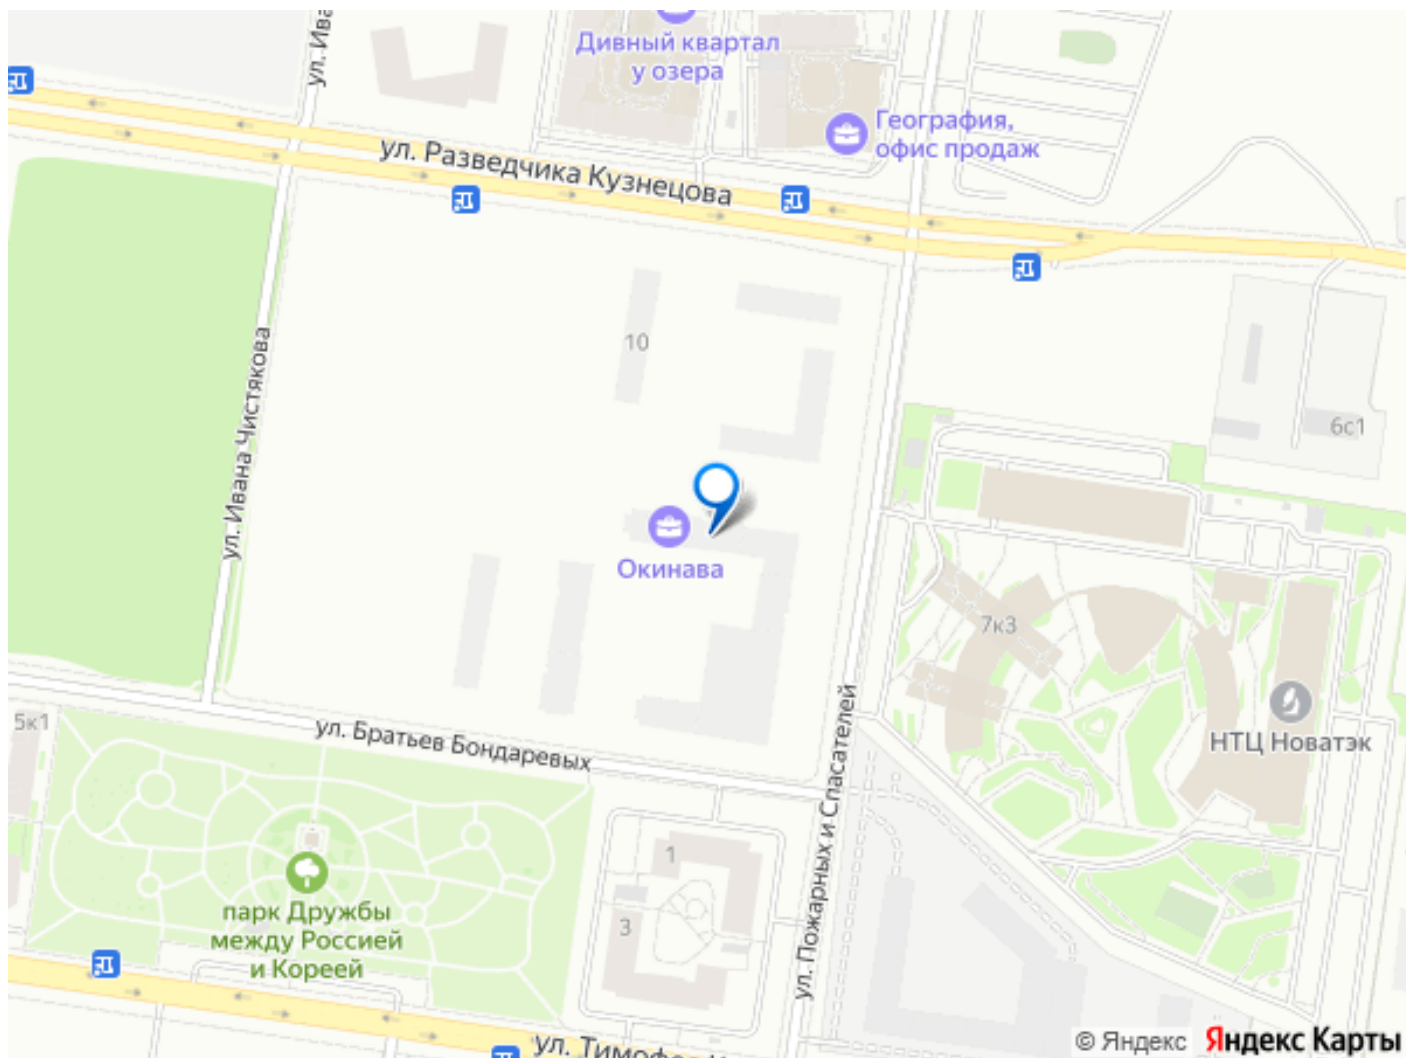 ул. Ива
Дивный квартал
у озера
География,
офис продаж
ул. Разведчика Кузнецова
10
ул. Ивана Чистякова
6с1
Окинава
7к3
5к1
ул. Братьев Бондаревых
НТЦ Новатэк
ул. Пожарных и Спасателей
1
3
парк Дружбы
между Россией
и Кореей
ул. Тимофе
© Яндекс Яндекс Карты